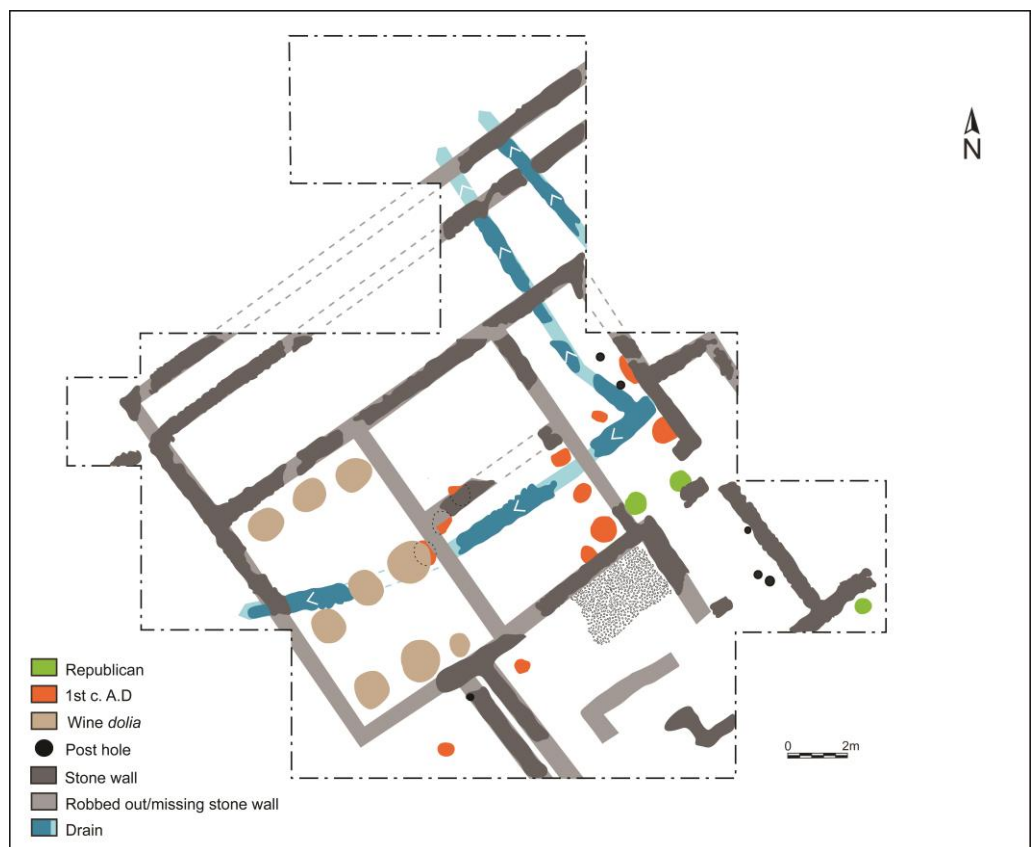 N
Republican
1st c. A.D
Wine dolia
Post hole
Stone wall
Robbed out/missing stone wall
Drain
0 2m